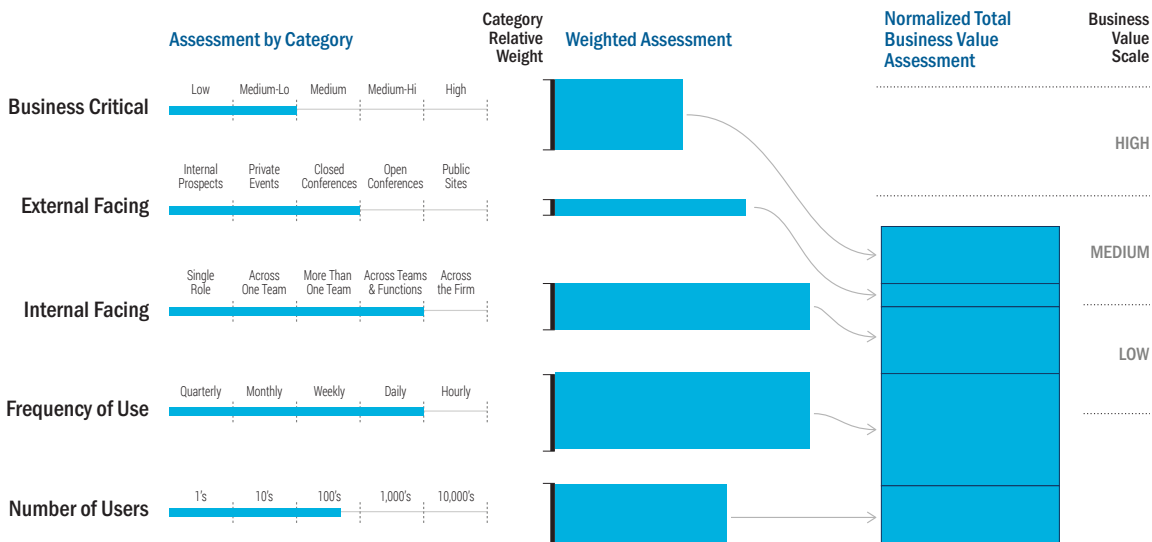 Assessment by Category
Category
Relative
Weight
Weighted Assessment
Normalized Total
Business Value
Assessment
Business
Value
Scale
Business Critical
Low
Medium-Lo
Medium
Medium-Hi
High
External Facing
Internal
Prospects
Private
Events
Closed
Conferences
Open
Conferences
Public
Sites
Internal Facing
Single
Role
Across
One Team
More Than
One Team
Across Teams
& Functions
Across
the Firm
Frequency of Use
Quarterly
Monthly
Weekly
Daily
Hourly
Number of Users
1's
10's
100's
1,000's
10,000's
HIGH
MEDIUM
LOW